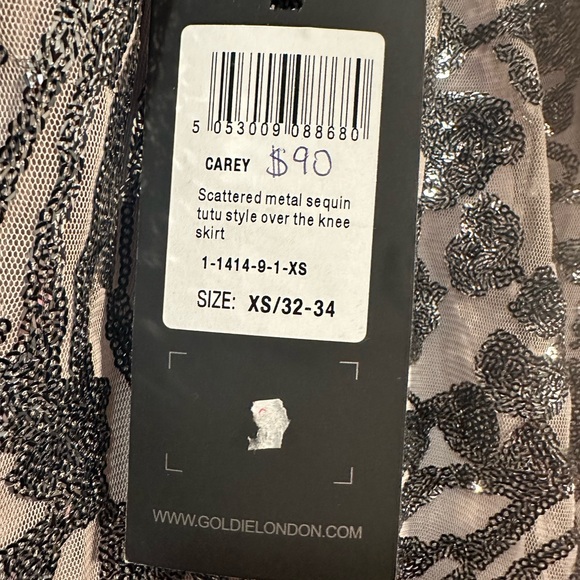 5 053009 088680
CAREY $90
Scattered metal sequin
tutu style over the knee
skirt
1-1414-9-1-XS
SIZE: XS/32-34
WWW.GOLDIELONDON.COM